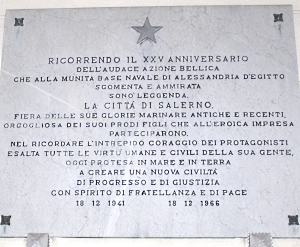 RICORRENDO IL XXV ANNIVERSARIO
DELL'AUDACE AZIONE BELLICA
CHE ALLA MUNITA BASE NAVALE DI ALESSANDRIA D'EGITTO
SGOMENTA E AMMIRATA
SONO LEGGENDA.
LA CITTÁ DI SALERNO,
FIERA DELLE SUE GLORIE MARINARE ANTICHE E RECENTI,
ORGOGLIOSA DEI SUOI PRODI FIGLI CHE ALL'EROICA IMPRESA
PARTECIPARONO,
NEL RICORDARE L'INTREPIDO CORAGGIO DEI PROTAGONISTI
ESALTA TUTTE LE VIRTÚ UMANE E CIVILI DELLA SUA GENTE,
OGGI PROTESA IN MARE E IN TERRA
A CREARE UNA NUOVA CIVILTÁ
DI PROGRESSO E DI GIUSTIZIA
CON SPIRITO DI FRATELLANZA E DI PACE
18 12 1941 18 12 1966